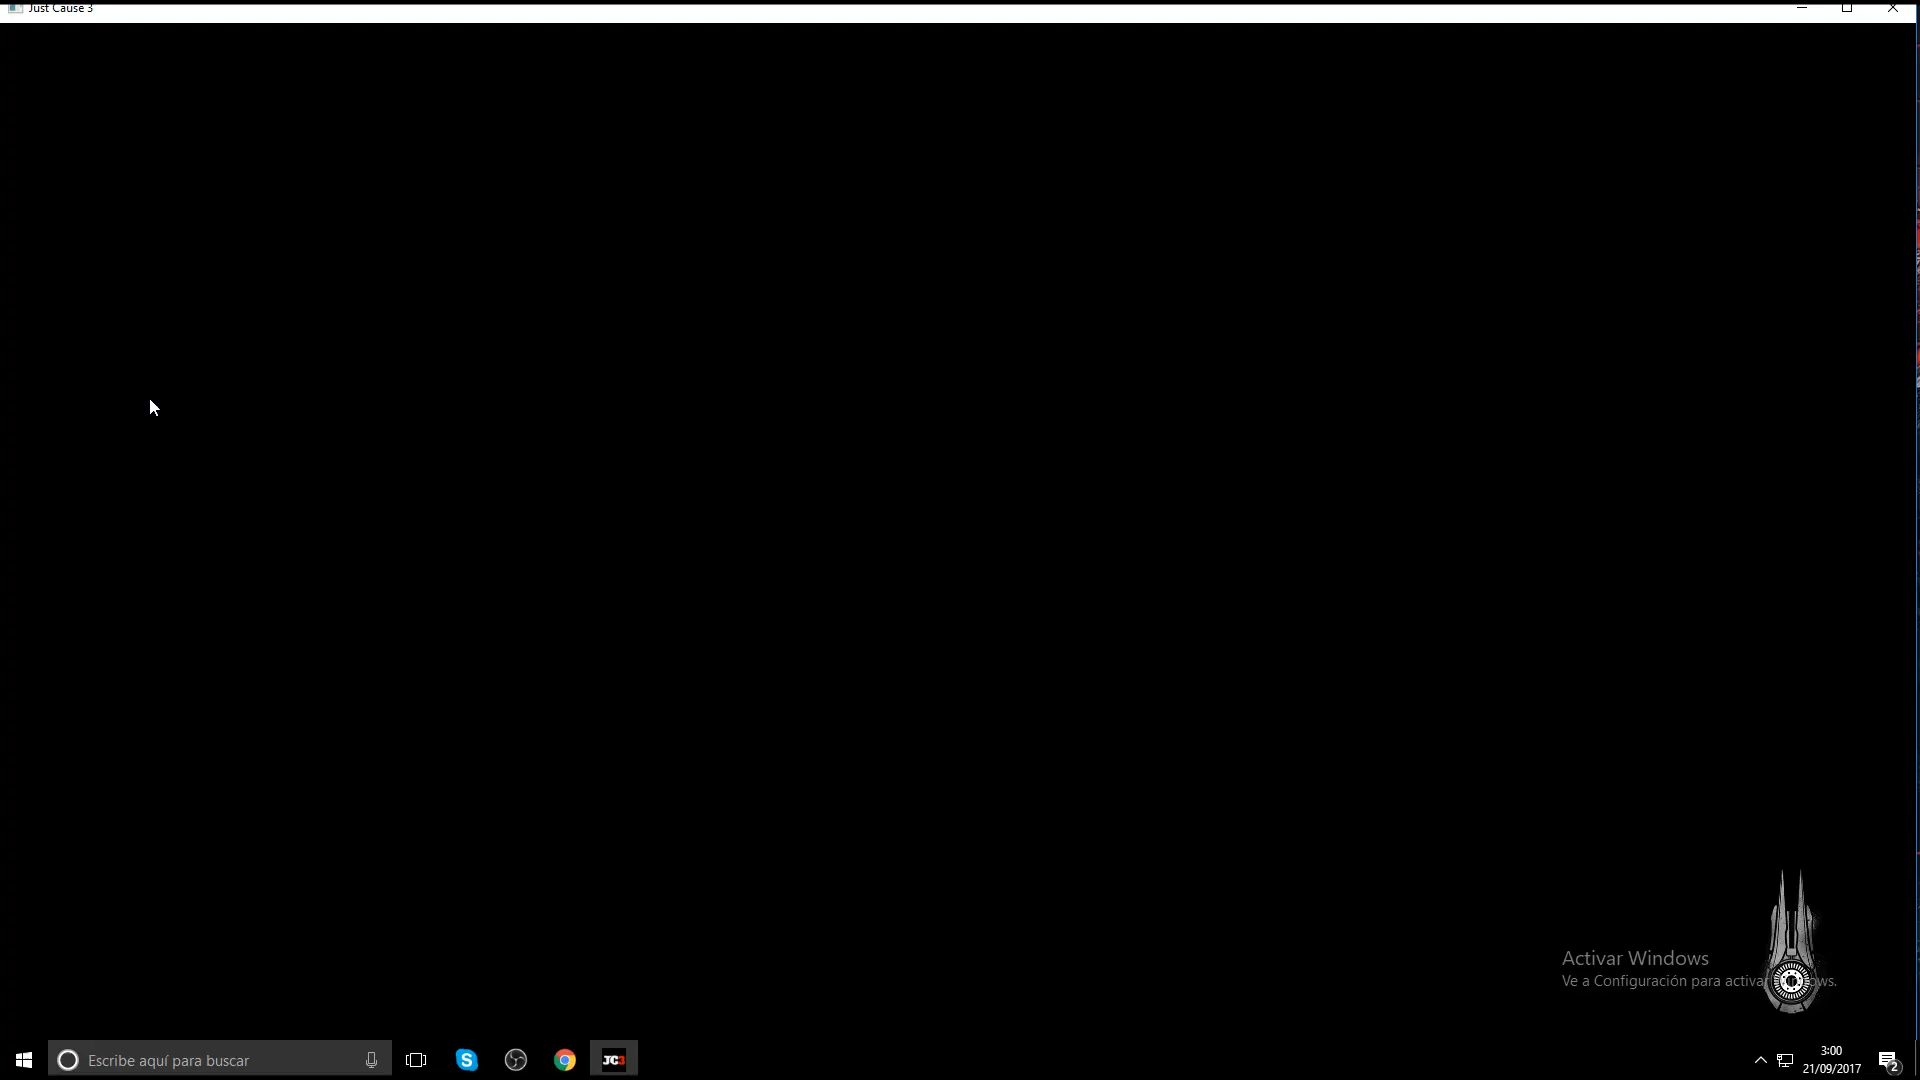 Just Cause 3
Activar Windows
Ve a Configuración para activar
Escribe aquí para buscar
S
JC3
3:00
21/09/2017
2